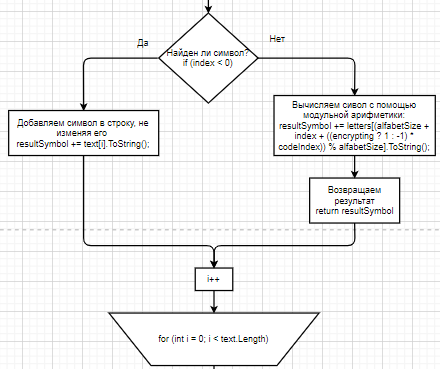 Да
Нет
Найден ли символ?
if (index < 0)
Добавляем символ в строку, не
изменяя его
resultSymbol += text[i].ToString();
Вычисляем сивол с помощью
модульной арифметики:
resultSymbol += letters[(alfabetSize +
index + ((encrypting ? 1 : -1) *
codeIndex)) % alfabetSize].ToString();
Возвращаем
результат
return resultSymbol
i++
for (int i = 0; i < text.Length)